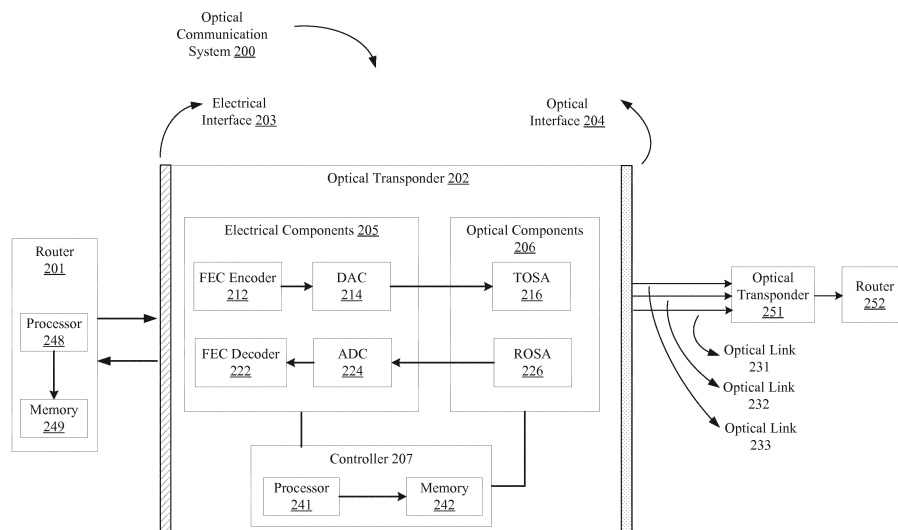 Optical
Communication
System 200
Electrical
Interface 203
Optical
Interface 204
Optical Transponder 202
Electrical Components 205
Optical Components
206
Router
201
FEC Encoder
212
DAC
214
TOSA
216
Optical
Transponder
251
Router
252
Processor
248
FEC Decoder
222
ADC
224
ROSA
226
Optical Link
231
Memory
249
Optical Link
232
Optical Link
233
Controller 207
Processor
241
Memory
242